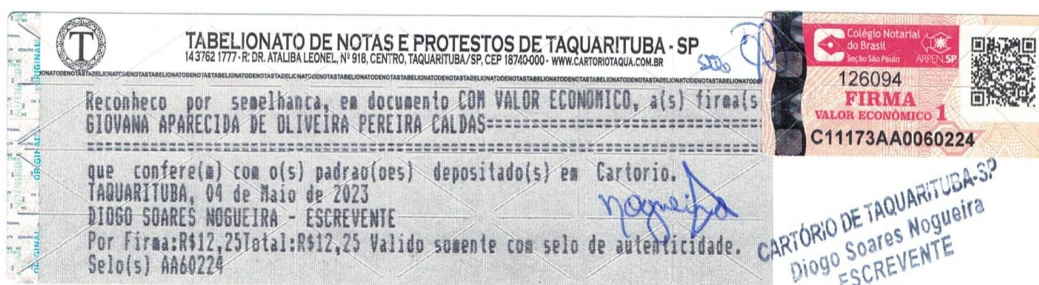 TABELIONATO DE NOTAS E PROTESTOS DE TAQUARITUBA - SP
14 3762 1777 - R: DR. ATALIBA LEONEL, Nº 918, CENTRO, TAQUARITUBA/SP, CEP 18740-000 - WWW.CARTORIOTAQUA.COM.BR
Reconheco por semelhanca, em documento COM VALOR ECONOMICO, a(s) firma(s
GIOVANA APARECIDA DE OLIVEIRA PEREIRA CALDAS
que confere(m) com o(s) padrao(oes) depositado(s) em Cartorio.
TAQUARITUBA, 04 de Maio de 2023
DIOGO SOARES NOGUEIRA - ESCREVENTE
Por Firma:R$12,25Total:R$12,25 Valido somente com selo de autenticidade.
Selo(s) AA60224
Nogueira
Colégio Notarial
do Brasil
Seção São Paulo
ARPEN.SP
126094
FIRMA
VALOR ECONÔMICO 1
C11173AA0060224
CARTÓRIO DE TAQUARITUBA-SP
Diogo Soares Nogueira
ESCREVENTE
ORIGINAL
ORIGINAL
ORIGINAL